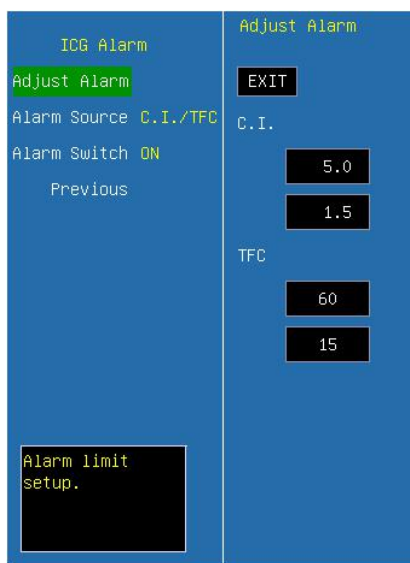 ICG Alarm
Adjust Alarm
Alarm Source C.I./TFC
Alarm Switch ON
Previous
Alarm limit
setup.
Adjust Alarm
EXIT
C.I.
5.0
1.5
TFC
60
15